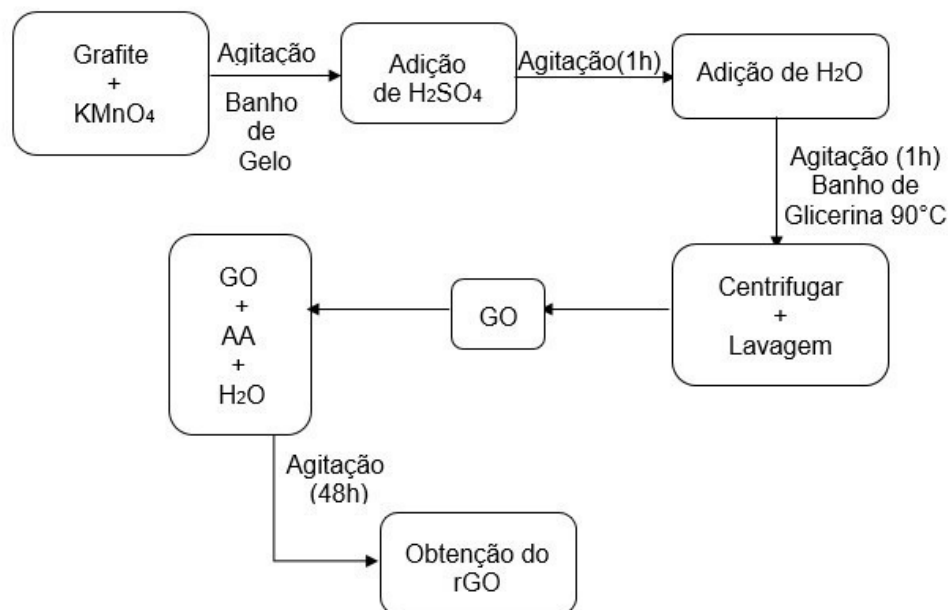 Grafite
+
KMnO₄
Agitação
Banho
de
Gelo
Adição
de H₂SO₄
Agitação(1h)
Adição de H₂O
Agitação (1h)
Banho de
Glicerina 90°C
Centrifugar
+
Lavagem
GO
GO
+
AA
+
H₂O
Agitação
(48h)
Obtenção do
rGO